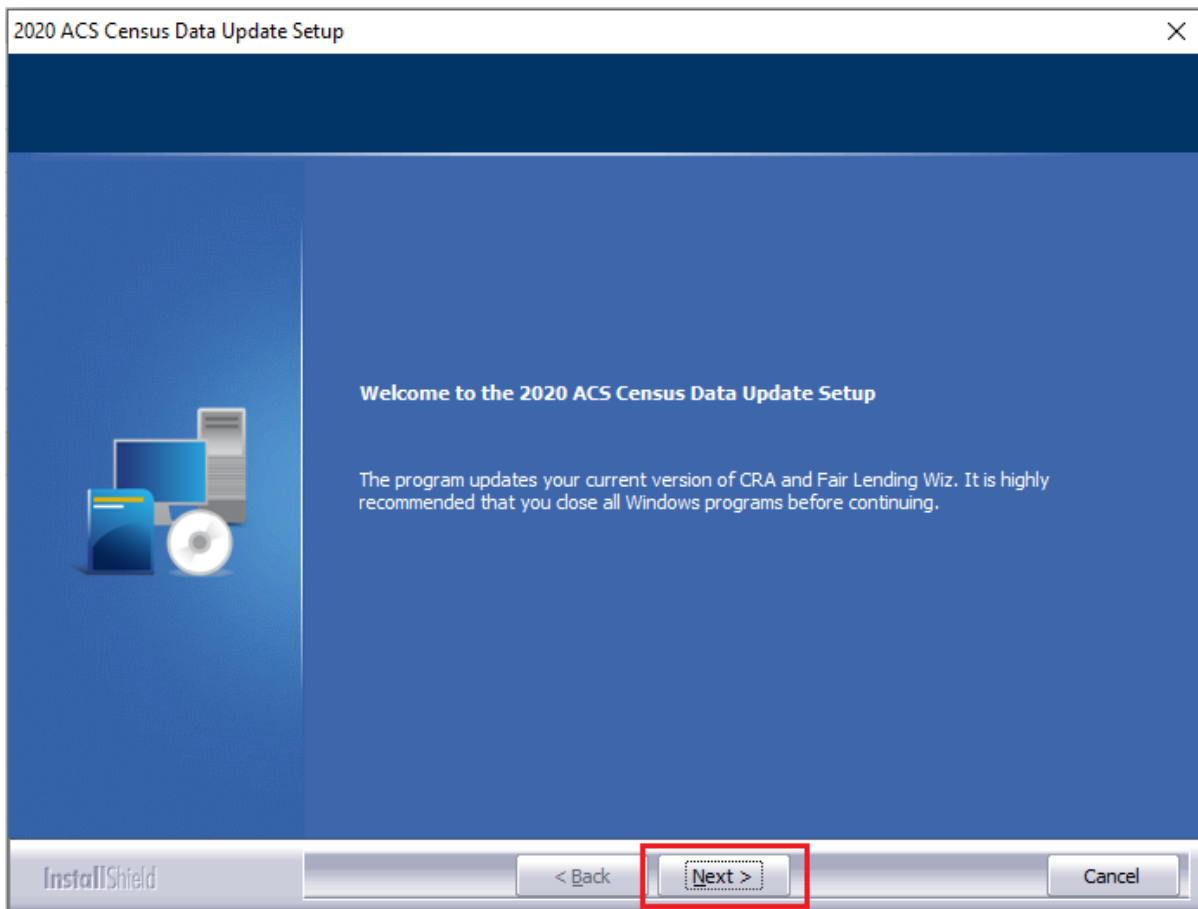 2020 ACS Census Data Update Setup
Welcome to the 2020 ACS Census Data Update Setup
The program updates your current version of CRA and Fair Lending Wiz. It is highly
recommended that you close all Windows programs before continuing.
InstallShield
< Back
Next >
Cancel